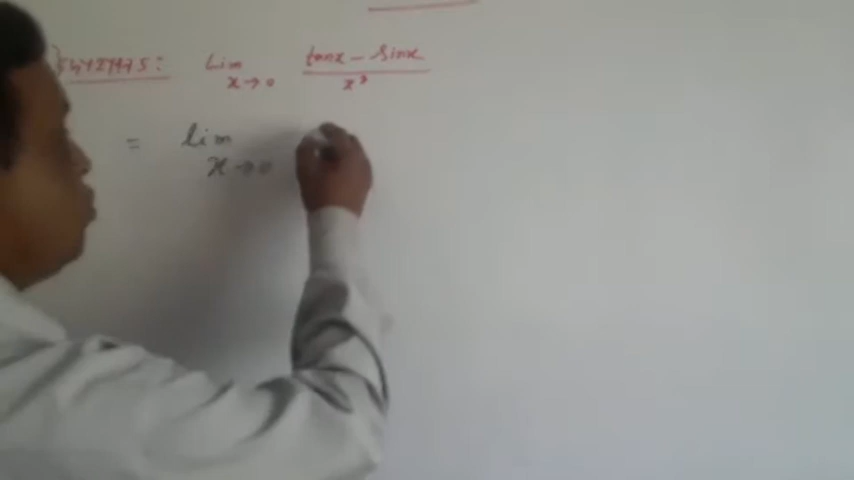 Lim tanx - Sinx
x→0 x³
= lim
x→0